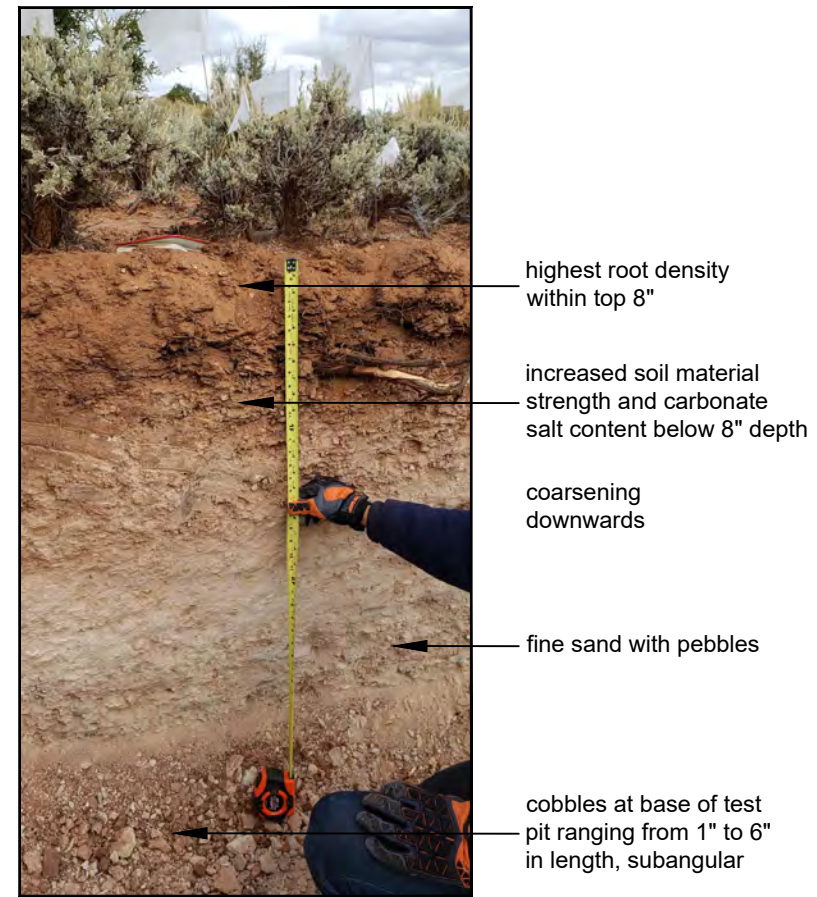 highest root density
within top 8"
increased soil material
strength and carbonate
salt content below 8" depth
coarsening
downwards
fine sand with pebbles
cobbles at base of test
pit ranging from 1" to 6"
in length, subangular